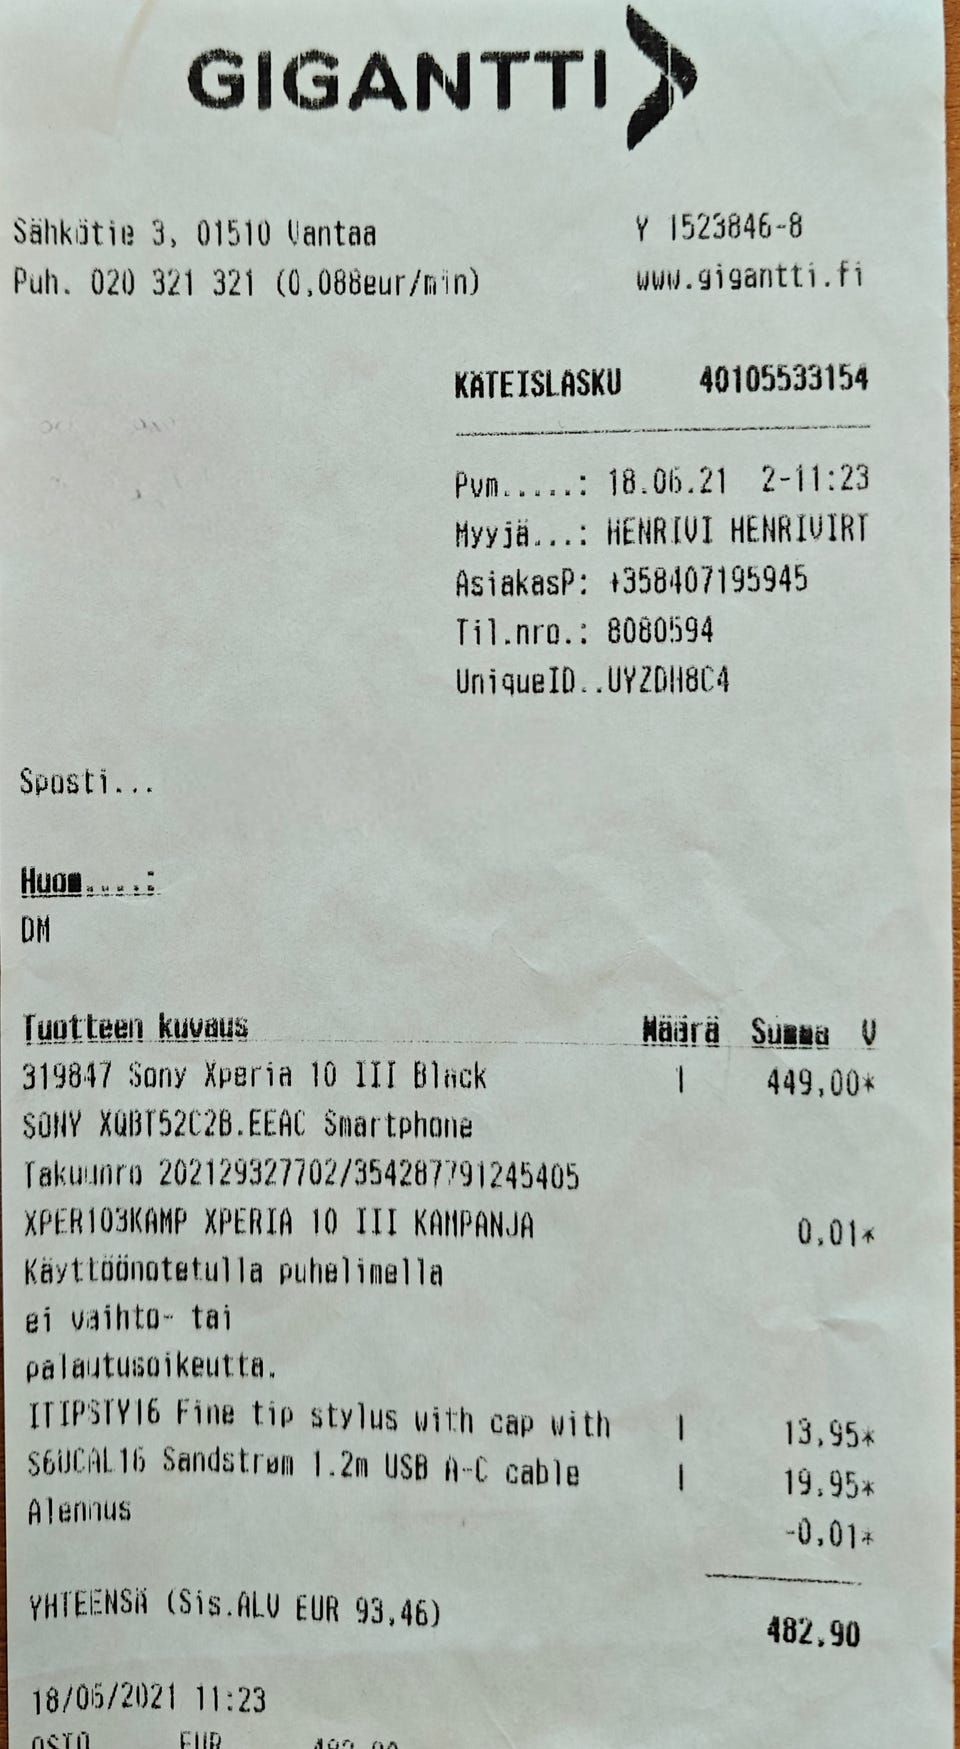 GIGANTTI
Sähkötie 3, 01510 Vantaa Y 1523846-8
Puh. 020 321 321 (0,088eur/min) www.gigantti.fi
KÄTEISLASKU 40105533154
Pvm.....: 18.06.21 2-11:23
Myyjä...: HENRIVI HENRIVIRT
AsiakasP: +358407195945
Til.nro.: 8080594
UniqueID..UYZDH8C4
Sposti...
Huom.....:
DM
Tuotteen kuvaus Määrä Summa V
319847 Sony Xperia 10 III Black 1 449,00*
SONY XQBT52C2B.EEAC Smartphone
Takuunro 202129327702/354287791245405
XPER103KAMP XPERIA 10 III KAMPANJA 0,01*
Käyttöönotetulla puhelimella
ei vaihto- tai
palautusoikeutta.
ITIPSTY16 Fine tip stylus with cap with 1 13,95*
S6UCAL16 Sandstrøm 1.2m USB A-C cable 1 19,95*
Alennus -0,01*
YHTEENSÄ (Sis.ALV EUR 93,46) 482,90
18/06/2021 11:23
OSTO EUR 482,90